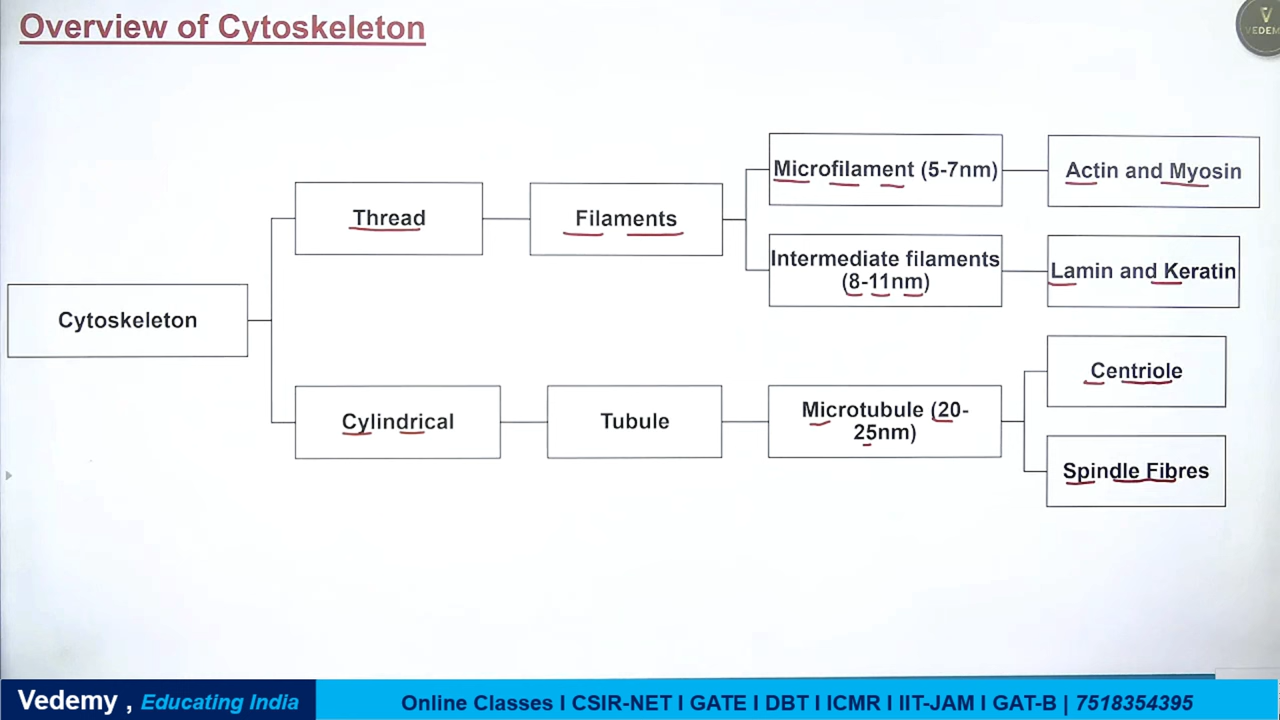 Overview of Cytoskeleton
V
VEDEM
Microfilament (5-7nm)
Actin and Myosin
Thread
Filaments
Intermediate filaments
(8-11nm)
Lamin and Keratin
Cytoskeleton
Centriole
Cylindrical
Tubule
Microtubule (20-
25nm)
Spindle Fibres
Vedemy , Educating India
Online Classes I CSIR-NET I GATE I DBT I ICMR I IIT-JAM I GAT-B | 7518354395